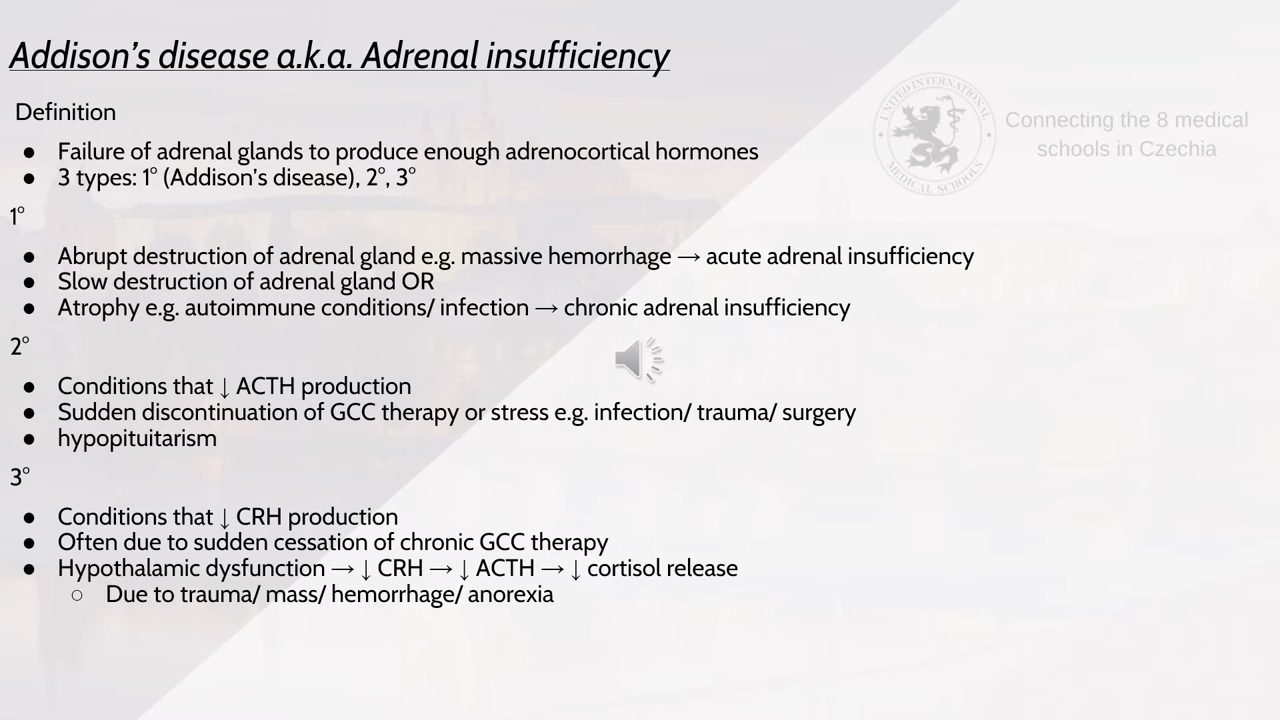 Addison's disease a.k.a. Adrenal insufficiency
Definition
● Failure of adrenal glands to produce enough adrenocortical hormones
● 3 types: 1° (Addison's disease), 2°, 3°
1°
● Abrupt destruction of adrenal gland e.g. massive hemorrhage → acute adrenal insufficiency
● Slow destruction of adrenal gland OR
● Atrophy e.g. autoimmune conditions/ infection → chronic adrenal insufficiency
2°
● Conditions that ↓ ACTH production
● Sudden discontinuation of GCC therapy or stress e.g. infection/ trauma/ surgery
● hypopituitarism
3°
● Conditions that ↓ CRH production
● Often due to sudden cessation of chronic GCC therapy
● Hypothalamic dysfunction → ↓ CRH → ↓ ACTH → ↓ cortisol release
○ Due to trauma/ mass/ hemorrhage/ anorexia
UNITED INTERNATIONAL
MEDICAL SCHOOLS
Connecting the 8 medical
schools in Czechia